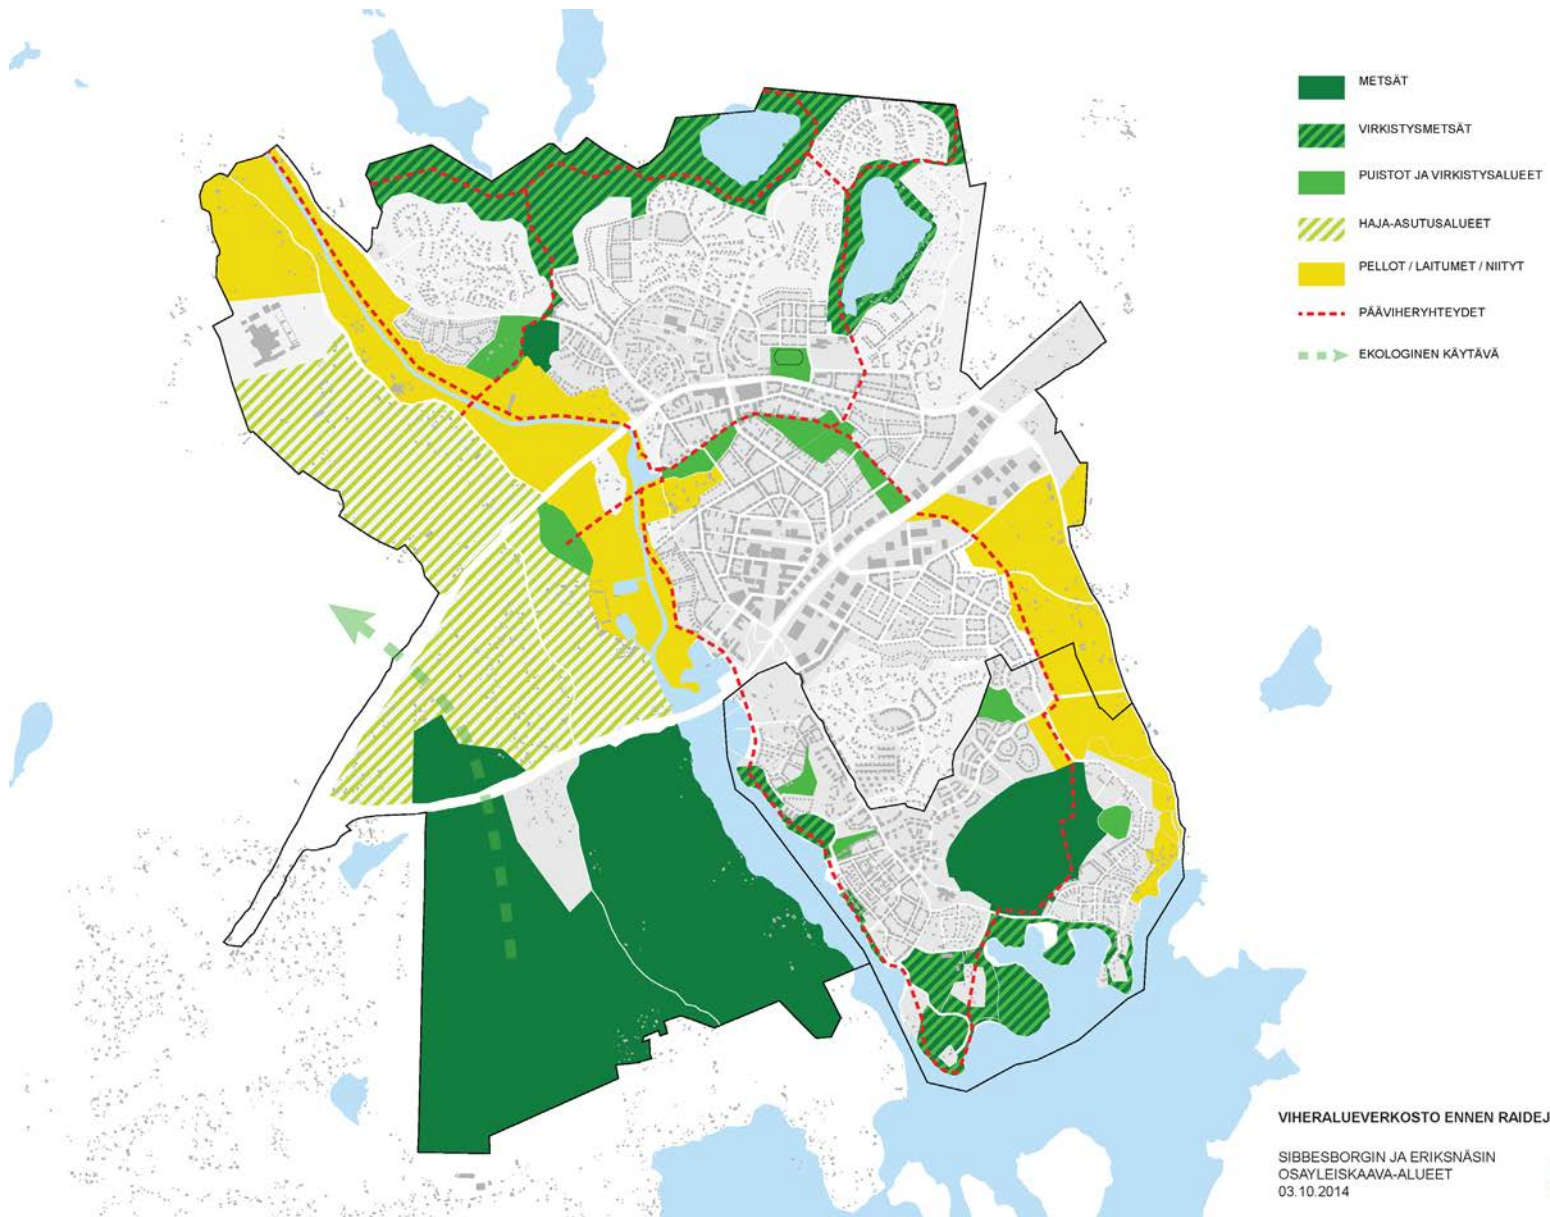 METSÄT
VIRKISTYSMETSÄT
PUISTOT JA VIRKISTYSALUEET
HAJA-ASUTUSALUEET
PELLOT / LAITUMET / NIITYT
PÄÄVIHERYHTEYDET
EKOLOGINEN KÄYTÄVÄ
VIHERALUEVERKOSTO ENNEN RAIDEJ
SIBBESBORGIN JA ERIKSNÄSIN
OSAYLEISKAAVA-ALUEET
03.10.2014